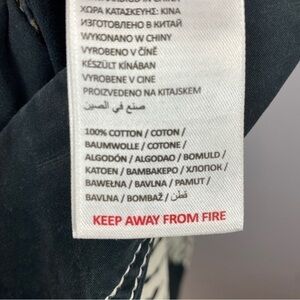 ΧΩΡΑ ΚΑΤΑΣΚΕΥΗΣ: ΚΙΝΑ
ИЗГОТОВЛЕНО В КИТАЙ
WYKONANO W CHINY
VYROBENO V ČÍNĚ
KÉSZÜLT KÍNÁBAN
VYROBENE V CINE
PROIZVEDENO NA KITAJSKEM
صنع في الصين
100% COTTON / COTON /
BAUMWOLLE / COTONE /
ALGODÓN / ALGODAO / BOMULD /
KATOEN / ΒΑΜΒΑΚΕΡΟ / ХЛОПОК /
BAWEŁNA / BAVLNA / PAMUT /
BAVLNA / BOMBAŽ / قطن
KEEP AWAY FROM FIRE